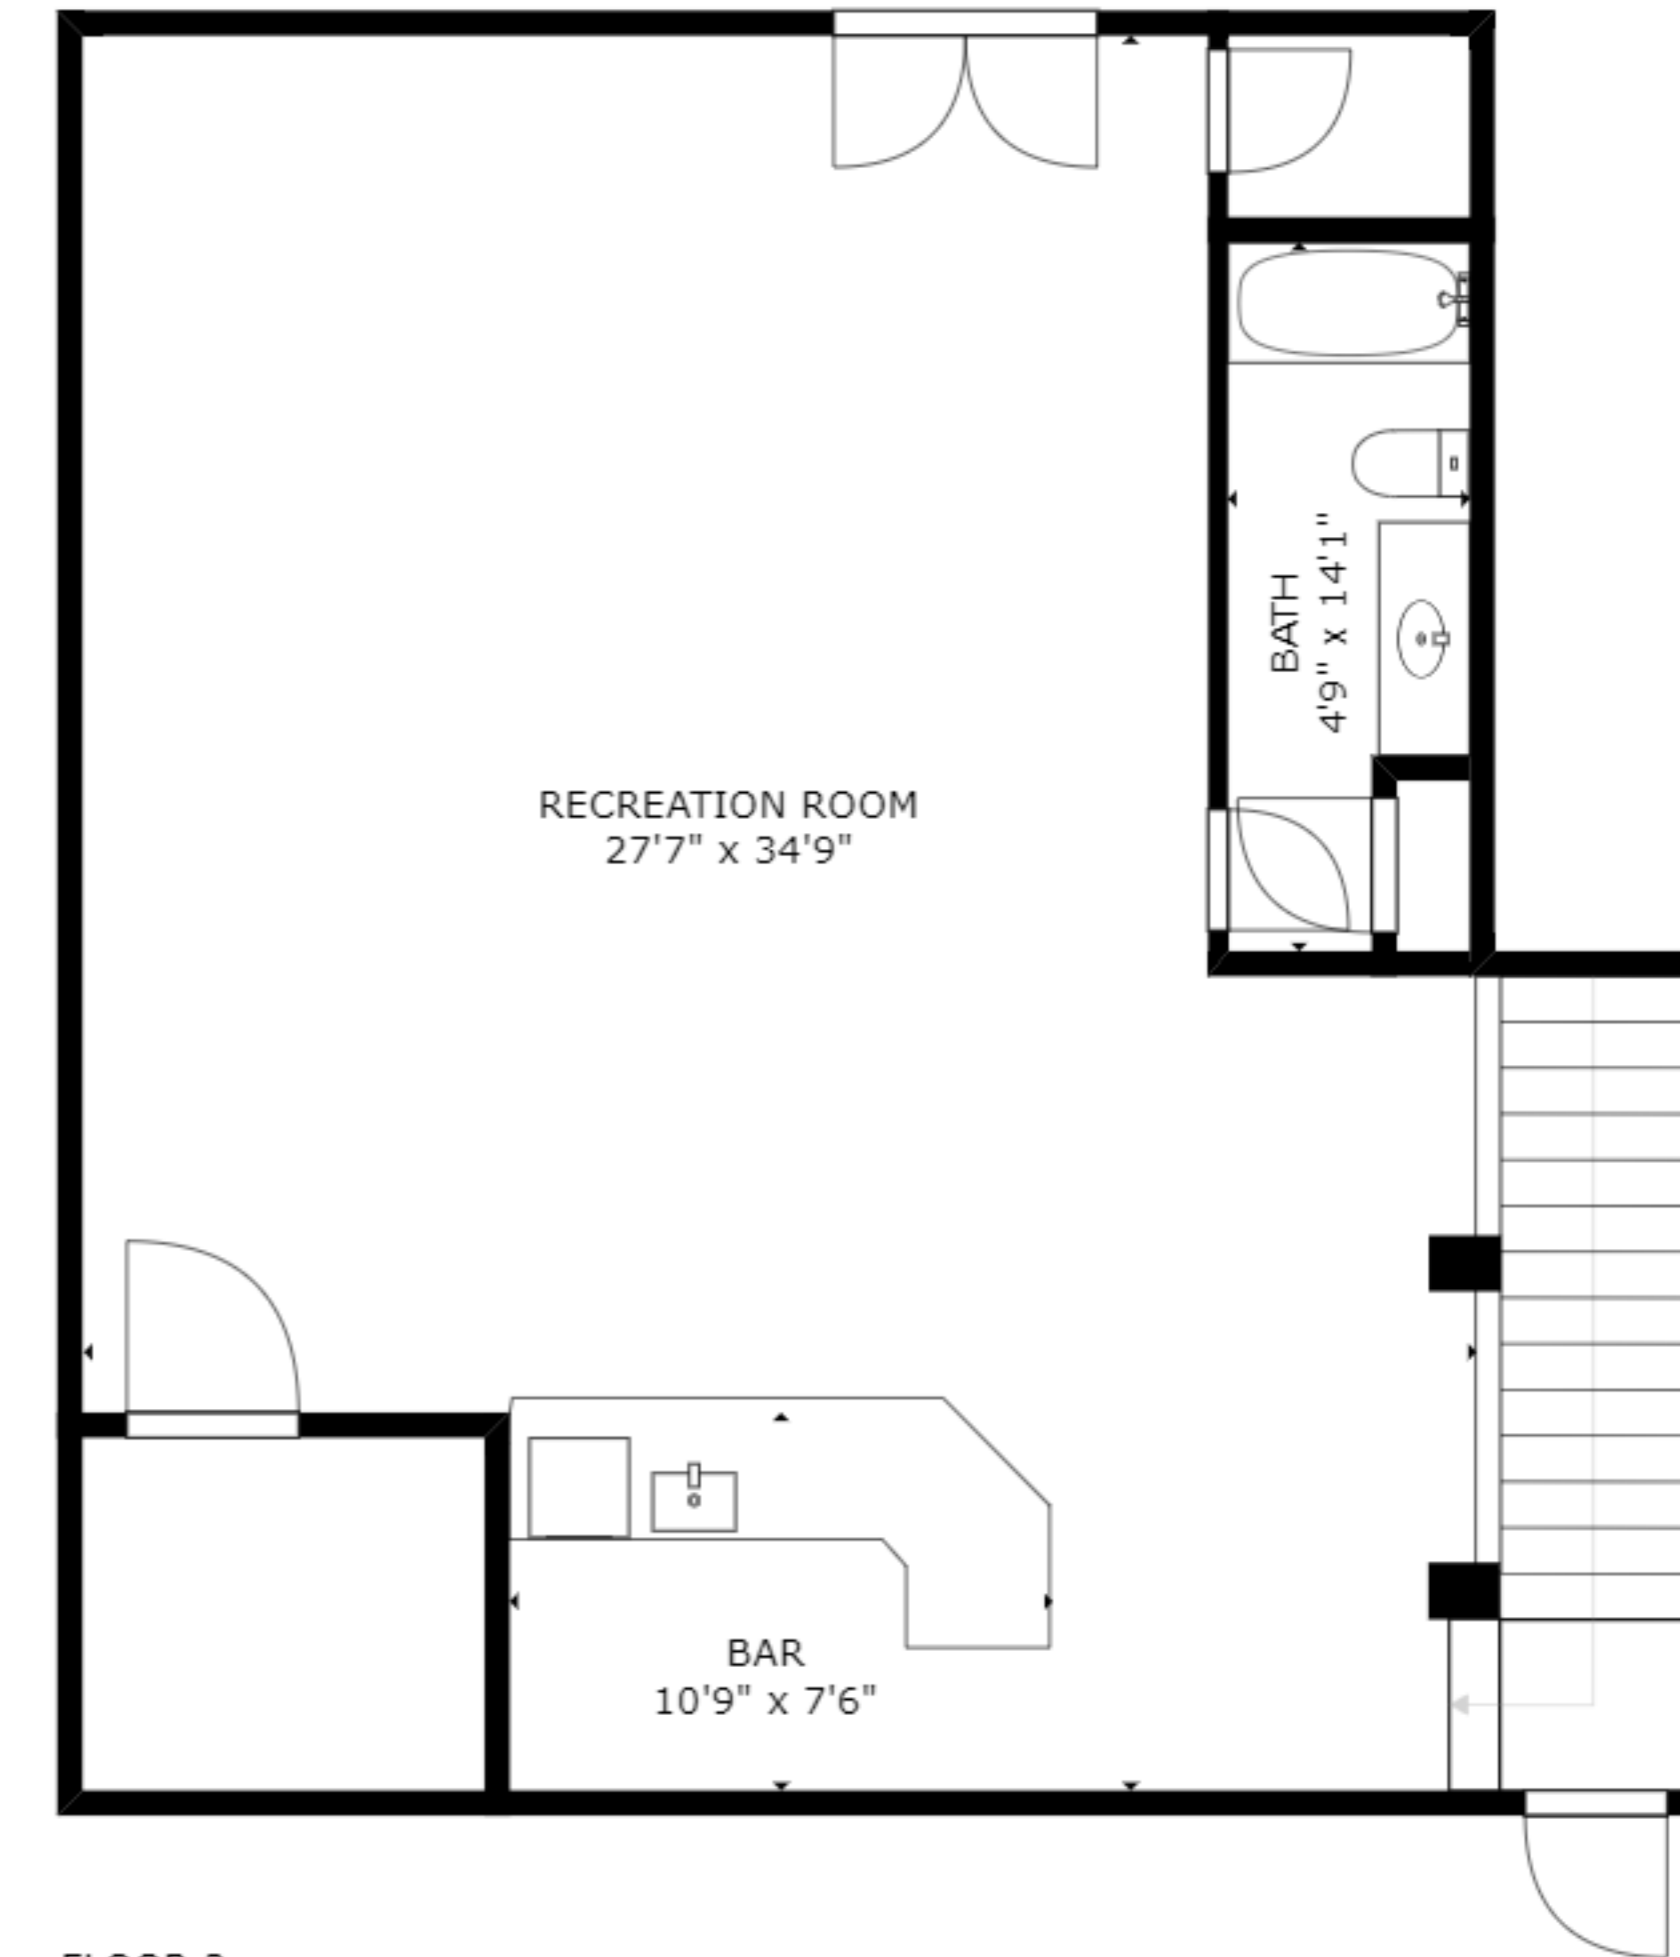 BATH
4'9" x 14'1"
RECREATION ROOM
27'7" x 34'9"
BAR
10'9" x 7'6"